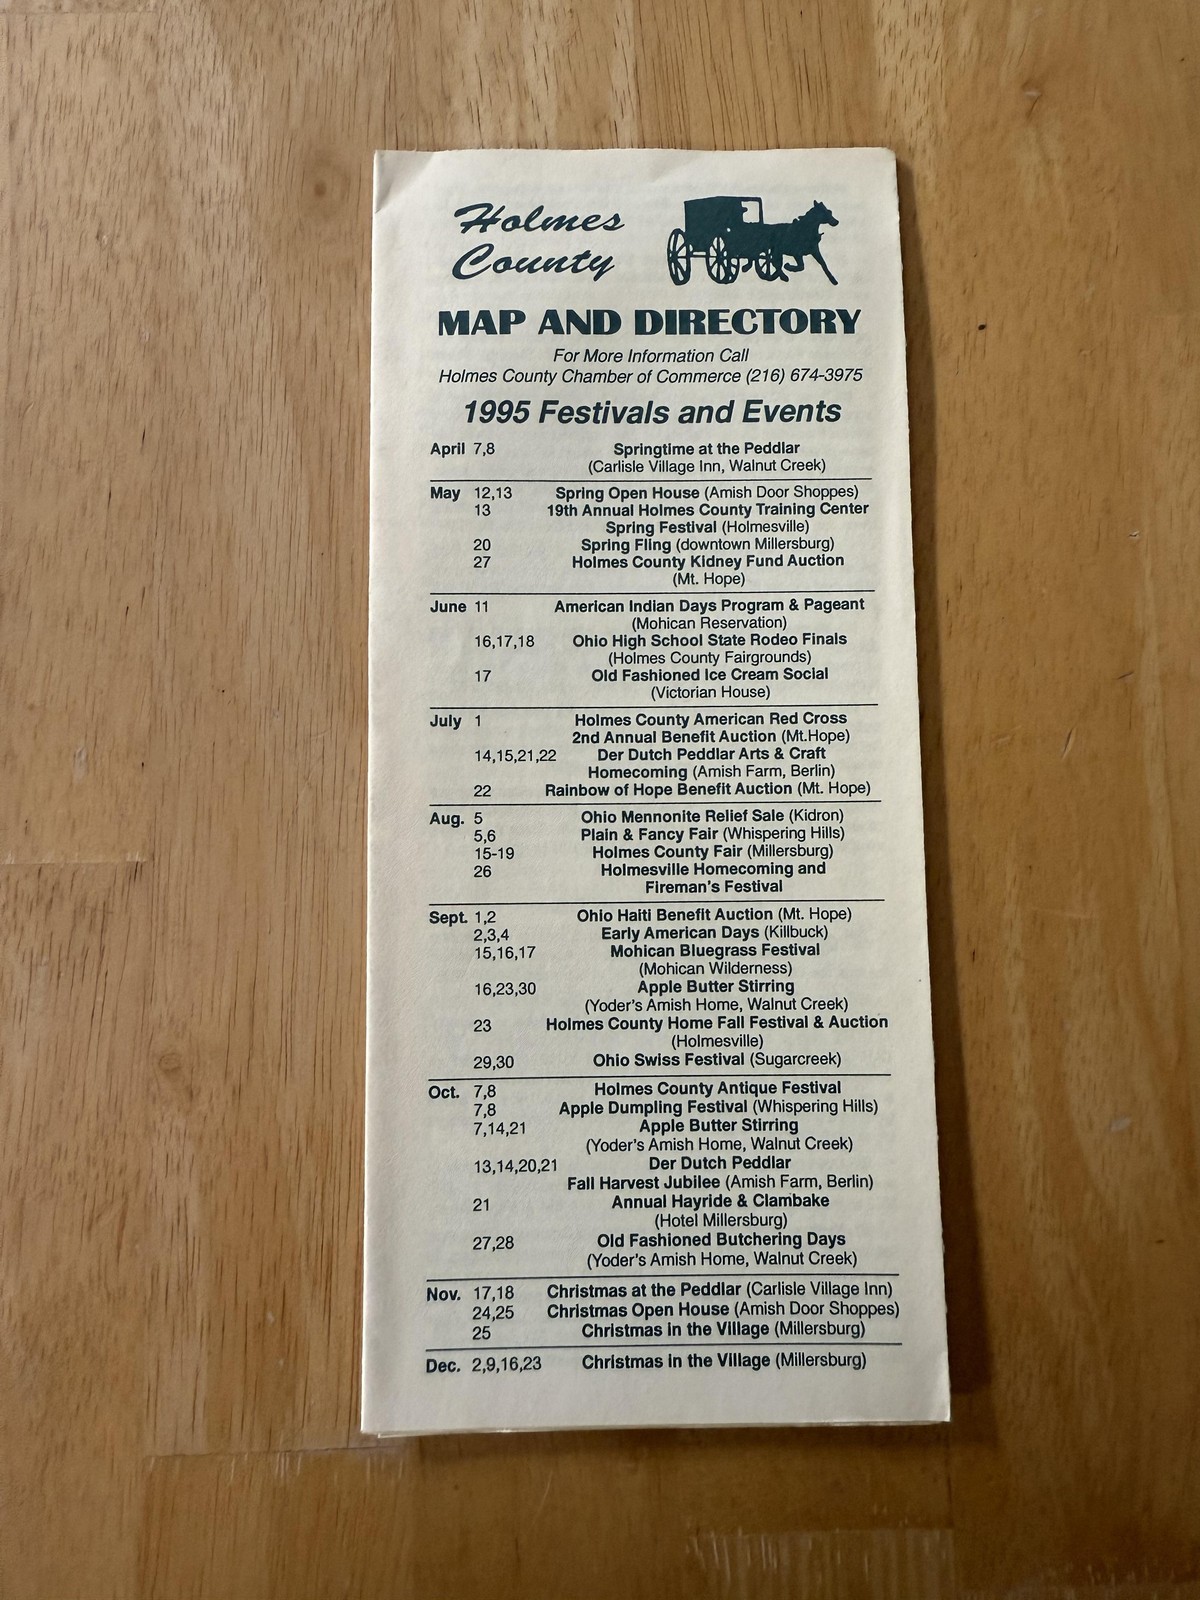 Holmes
County
MAP AND DIRECTORY
For More Information Call
Holmes County Chamber of Commerce (216) 674-3975
1995 Festivals and Events
April 7,8 Springtime at the Peddlar
(Carlisle Village Inn, Walnut Creek)
May 12,13 Spring Open House (Amish Door Shoppes)
13 19th Annual Holmes County Training Center
Spring Festival (Holmesville)
20 Spring Fling (downtown Millersburg)
27 Holmes County Kidney Fund Auction
(Mt. Hope)
June 11 American Indian Days Program & Pageant
(Mohican Reservation)
16,17,18 Ohio High School State Rodeo Finals
(Holmes County Fairgrounds)
17 Old Fashioned Ice Cream Social
(Victorian House)
July 1 Holmes County American Red Cross
2nd Annual Benefit Auction (Mt.Hope)
14,15,21,22 Der Dutch Peddlar Arts & Craft
Homecoming (Amish Farm, Berlin)
22 Rainbow of Hope Benefit Auction (Mt. Hope)
Aug. 5 Ohio Mennonite Relief Sale (Kidron)
5,6 Plain & Fancy Fair (Whispering Hills)
15-19 Holmes County Fair (Millersburg)
26 Holmesville Homecoming and
Fireman's Festival
Sept. 1,2 Ohio Haiti Benefit Auction (Mt. Hope)
2,3,4 Early American Days (Killbuck)
15,16,17 Mohican Bluegrass Festival
(Mohican Wilderness)
16,23,30 Apple Butter Stirring
(Yoder's Amish Home, Walnut Creek)
23 Holmes County Home Fall Festival & Auction
(Holmesville)
29,30 Ohio Swiss Festival (Sugarcreek)
Oct. 7,8 Holmes County Antique Festival
7,8 Apple Dumpling Festival (Whispering Hills)
7,14,21 Apple Butter Stirring
(Yoder's Amish Home, Walnut Creek)
13,14,20,21 Der Dutch Peddlar
Fall Harvest Jubilee (Amish Farm, Berlin)
21 Annual Hayride & Clambake
(Hotel Millersburg)
27,28 Old Fashioned Butchering Days
(Yoder's Amish Home, Walnut Creek)
Nov. 17,18 Christmas at the Peddlar (Carlisle Village Inn)
24,25 Christmas Open House (Amish Door Shoppes)
25 Christmas in the Village (Millersburg)
Dec. 2,9,16,23 Christmas in the Village (Millersburg)